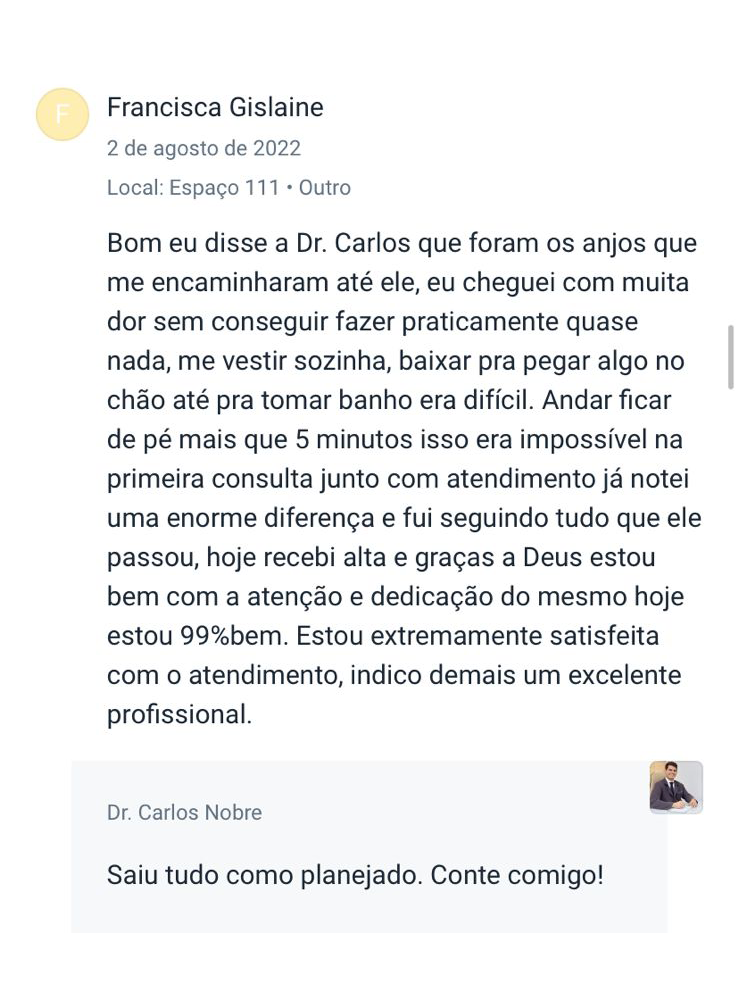 F
Francisca Gislaine
2 de agosto de 2022
Local: Espaço 111 • Outro
Bom eu disse a Dr. Carlos que foram os anjos que
me encaminharam até ele, eu cheguei com muita
dor sem conseguir fazer praticamente quase
nada, me vestir sozinha, baixar pra pegar algo no
chão até pra tomar banho era difícil. Andar ficar
de pé mais que 5 minutos isso era impossível na
primeira consulta junto com atendimento já notei
uma enorme diferença e fui seguindo tudo que ele
passou, hoje recebi alta e graças a Deus estou
bem com a atenção e dedicação do mesmo hoje
estou 99%bem. Estou extremamente satisfeita
com o atendimento, indico demais um excelente
profissional.
Dr. Carlos Nobre
Saiu tudo como planejado. Conte comigo!